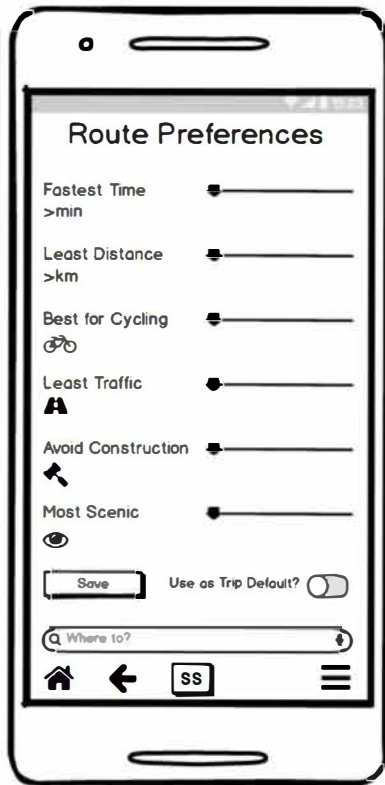 Route Preferences
Fastest Time
>min
Least Distance
>km
Best for Cycling
Least Traffic
Avoid Construction
Most Scenic
Save
Use as Trip Default?
Where to?
SS